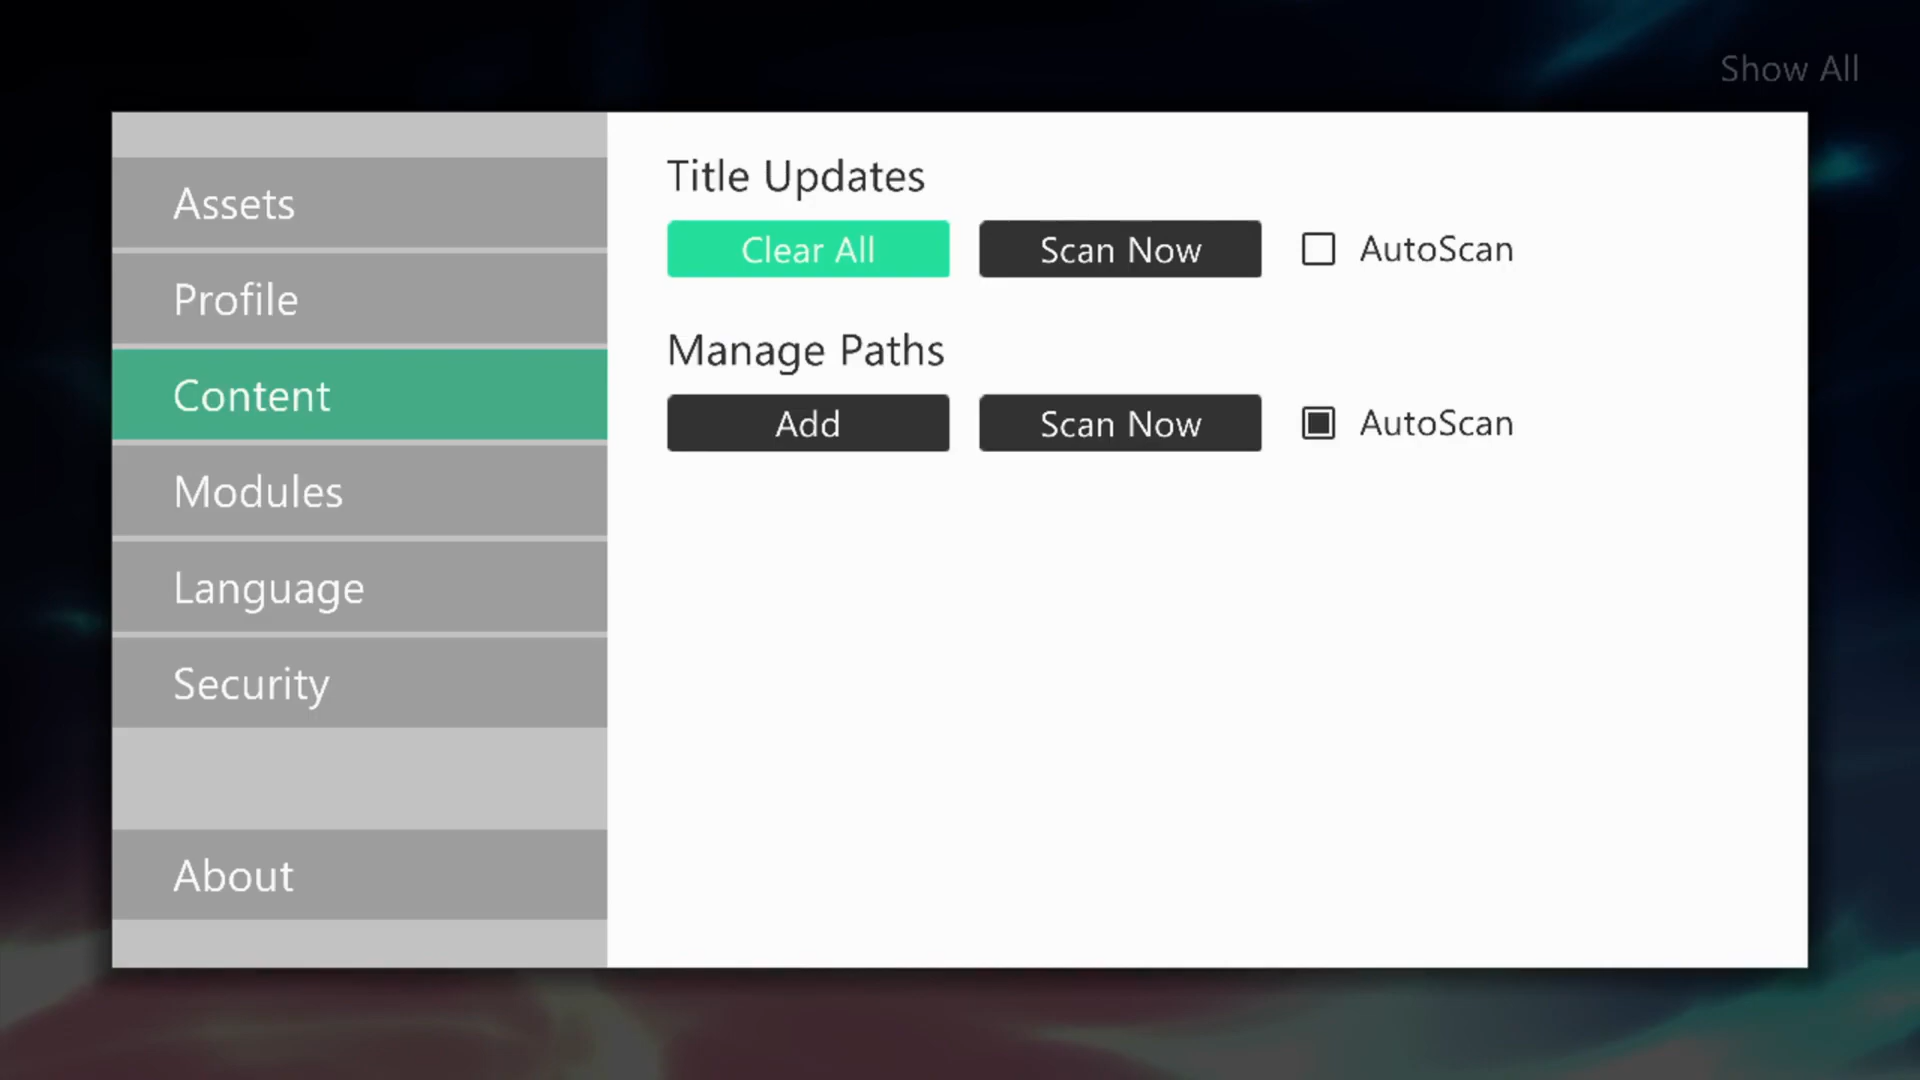 Show All
Assets
Profile
Content
Modules
Language
Security
About
Title Updates
Clear All Scan Now AutoScan
Manage Paths
Add Scan Now AutoScan